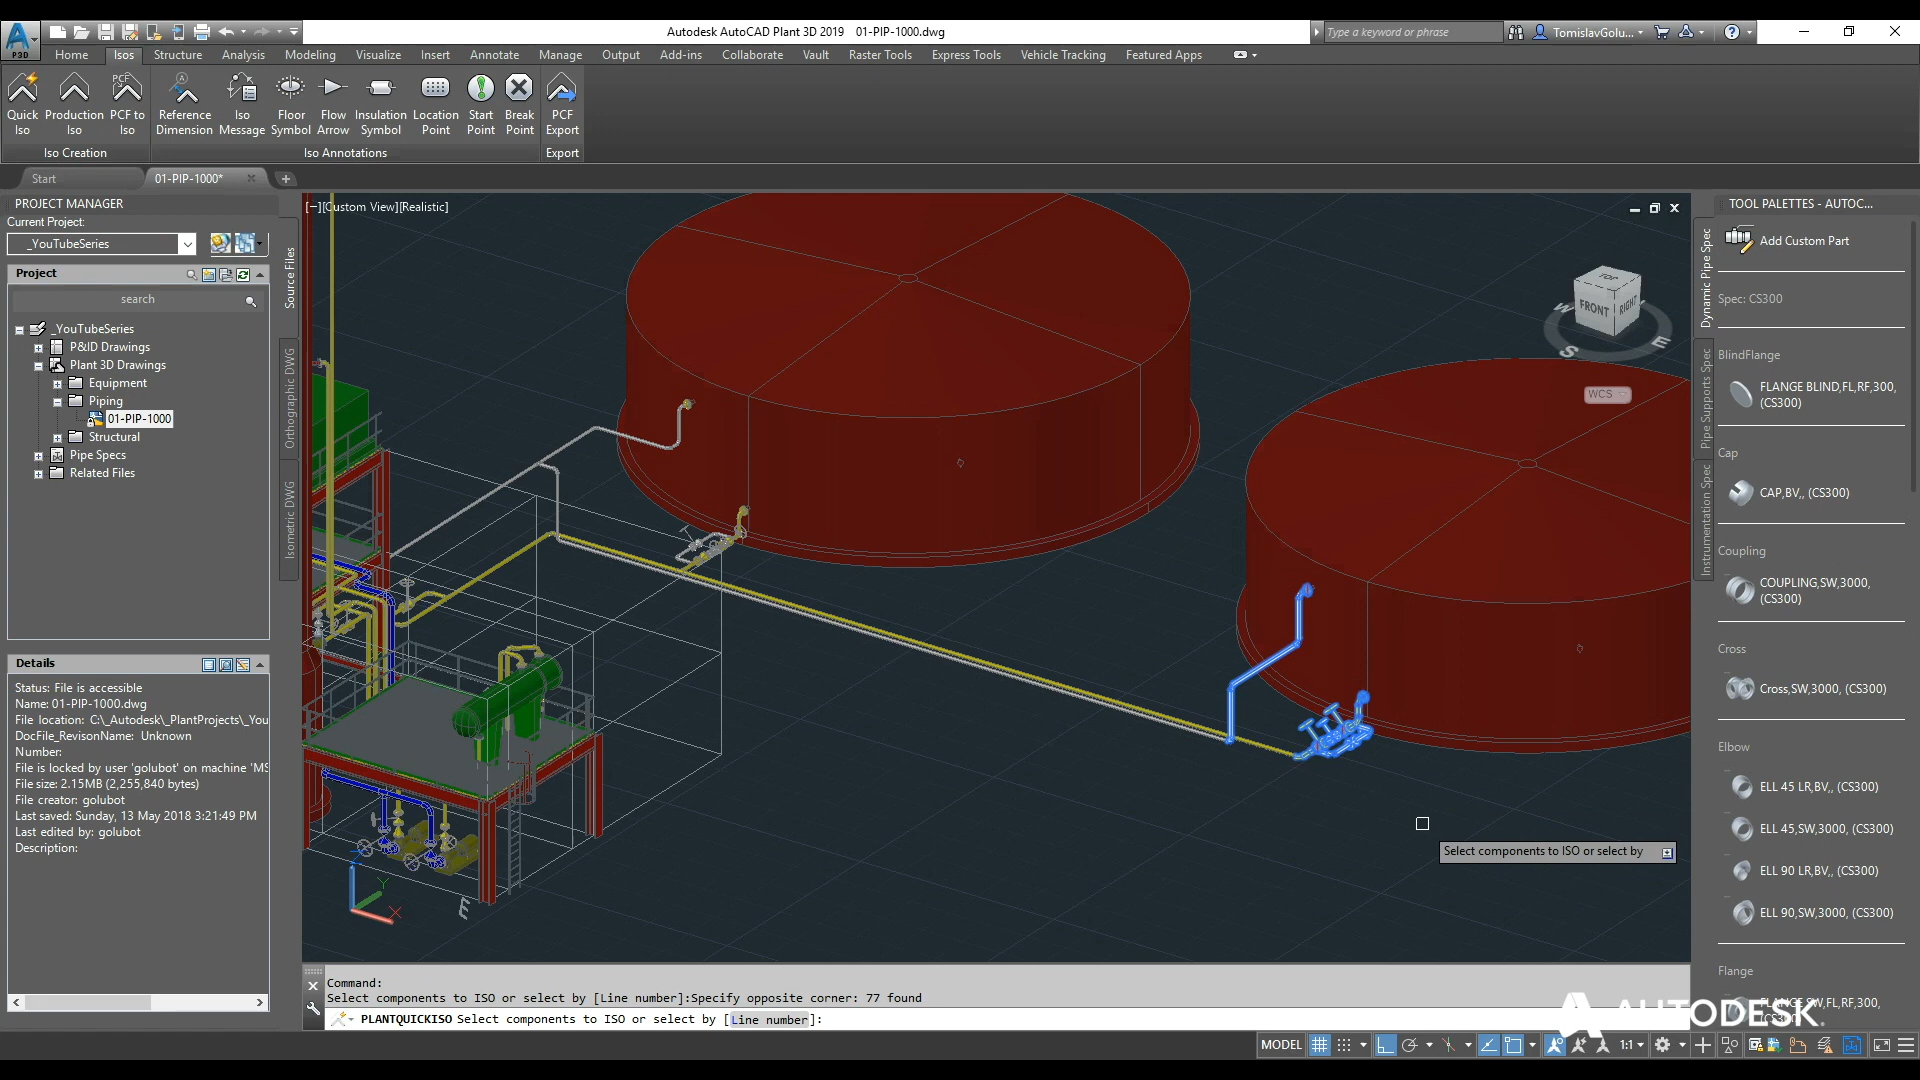 Autodesk AutoCAD Plant 3D 2019 01-PIP-1000.dwg
Type a keyword or phrase
TomislavGolu...
P3D
Home Isos Structure Analysis Modeling Visualize Insert Annotate Manage Output Add-ins Collaborate Vault Raster Tools Express Tools Vehicle Tracking Featured Apps
Quick Iso
Production Iso
PCF to Iso
Reference Dimension
Iso Message
Floor Symbol
Flow Arrow
Insulation Symbol
Location Point
Start Point
Break Point
PCF Export
Iso Creation
Iso Annotations
Export
Start
01-PIP-1000*
PROJECT MANAGER
Current Project:
_YouTubeSeries
Project
search
_YouTubeSeries
P&ID Drawings
Plant 3D Drawings
Equipment
Piping
01-PIP-1000
Structural
Pipe Specs
Related Files
Source Files
Orthographic DWG
Isometric DWG
Details
Status: File is accessible
Name: 01-PIP-1000.dwg
File location: C:\_Autodesk\_PlantProjects\_You
DocFile_RevisonName: Unknown
Number:
File is locked by user 'golubot' on machine 'MS
File size: 2.15MB (2,255,840 bytes)
File creator: golubot
Last saved: Sunday, 13 May 2018 3:21:49 PM
Last edited by: golubot
Description:
[−][Custom View][Realistic]
TOP
FRONT
RIGHT
W
S
E
WCS
E
Y
X
Z
Select components to ISO or select by
Command:
Select components to ISO or select by [Line number]:Specify opposite corner: 77 found
PLANTQUICKISO Select components to ISO or select by [Line number]:
TOOL PALETTES - AUTOC...
Dynamic Pipe Spec
Pipe Supports Spec
Instrumentation Spec
Add Custom Part
Spec: CS300
BlindFlange
FLANGE BLIND,FL,RF,300,
(CS300)
Cap
CAP,BV,, (CS300)
Coupling
COUPLING,SW,3000,
(CS300)
Cross
Cross,SW,3000, (CS300)
Elbow
ELL 45 LR,BV,, (CS300)
ELL 45,SW,3000, (CS300)
ELL 90 LR,BV,, (CS300)
ELL 90,SW,3000, (CS300)
Flange
FLANGE,SW,FL,RF,300,
AUTODESK.
MODEL
1:1